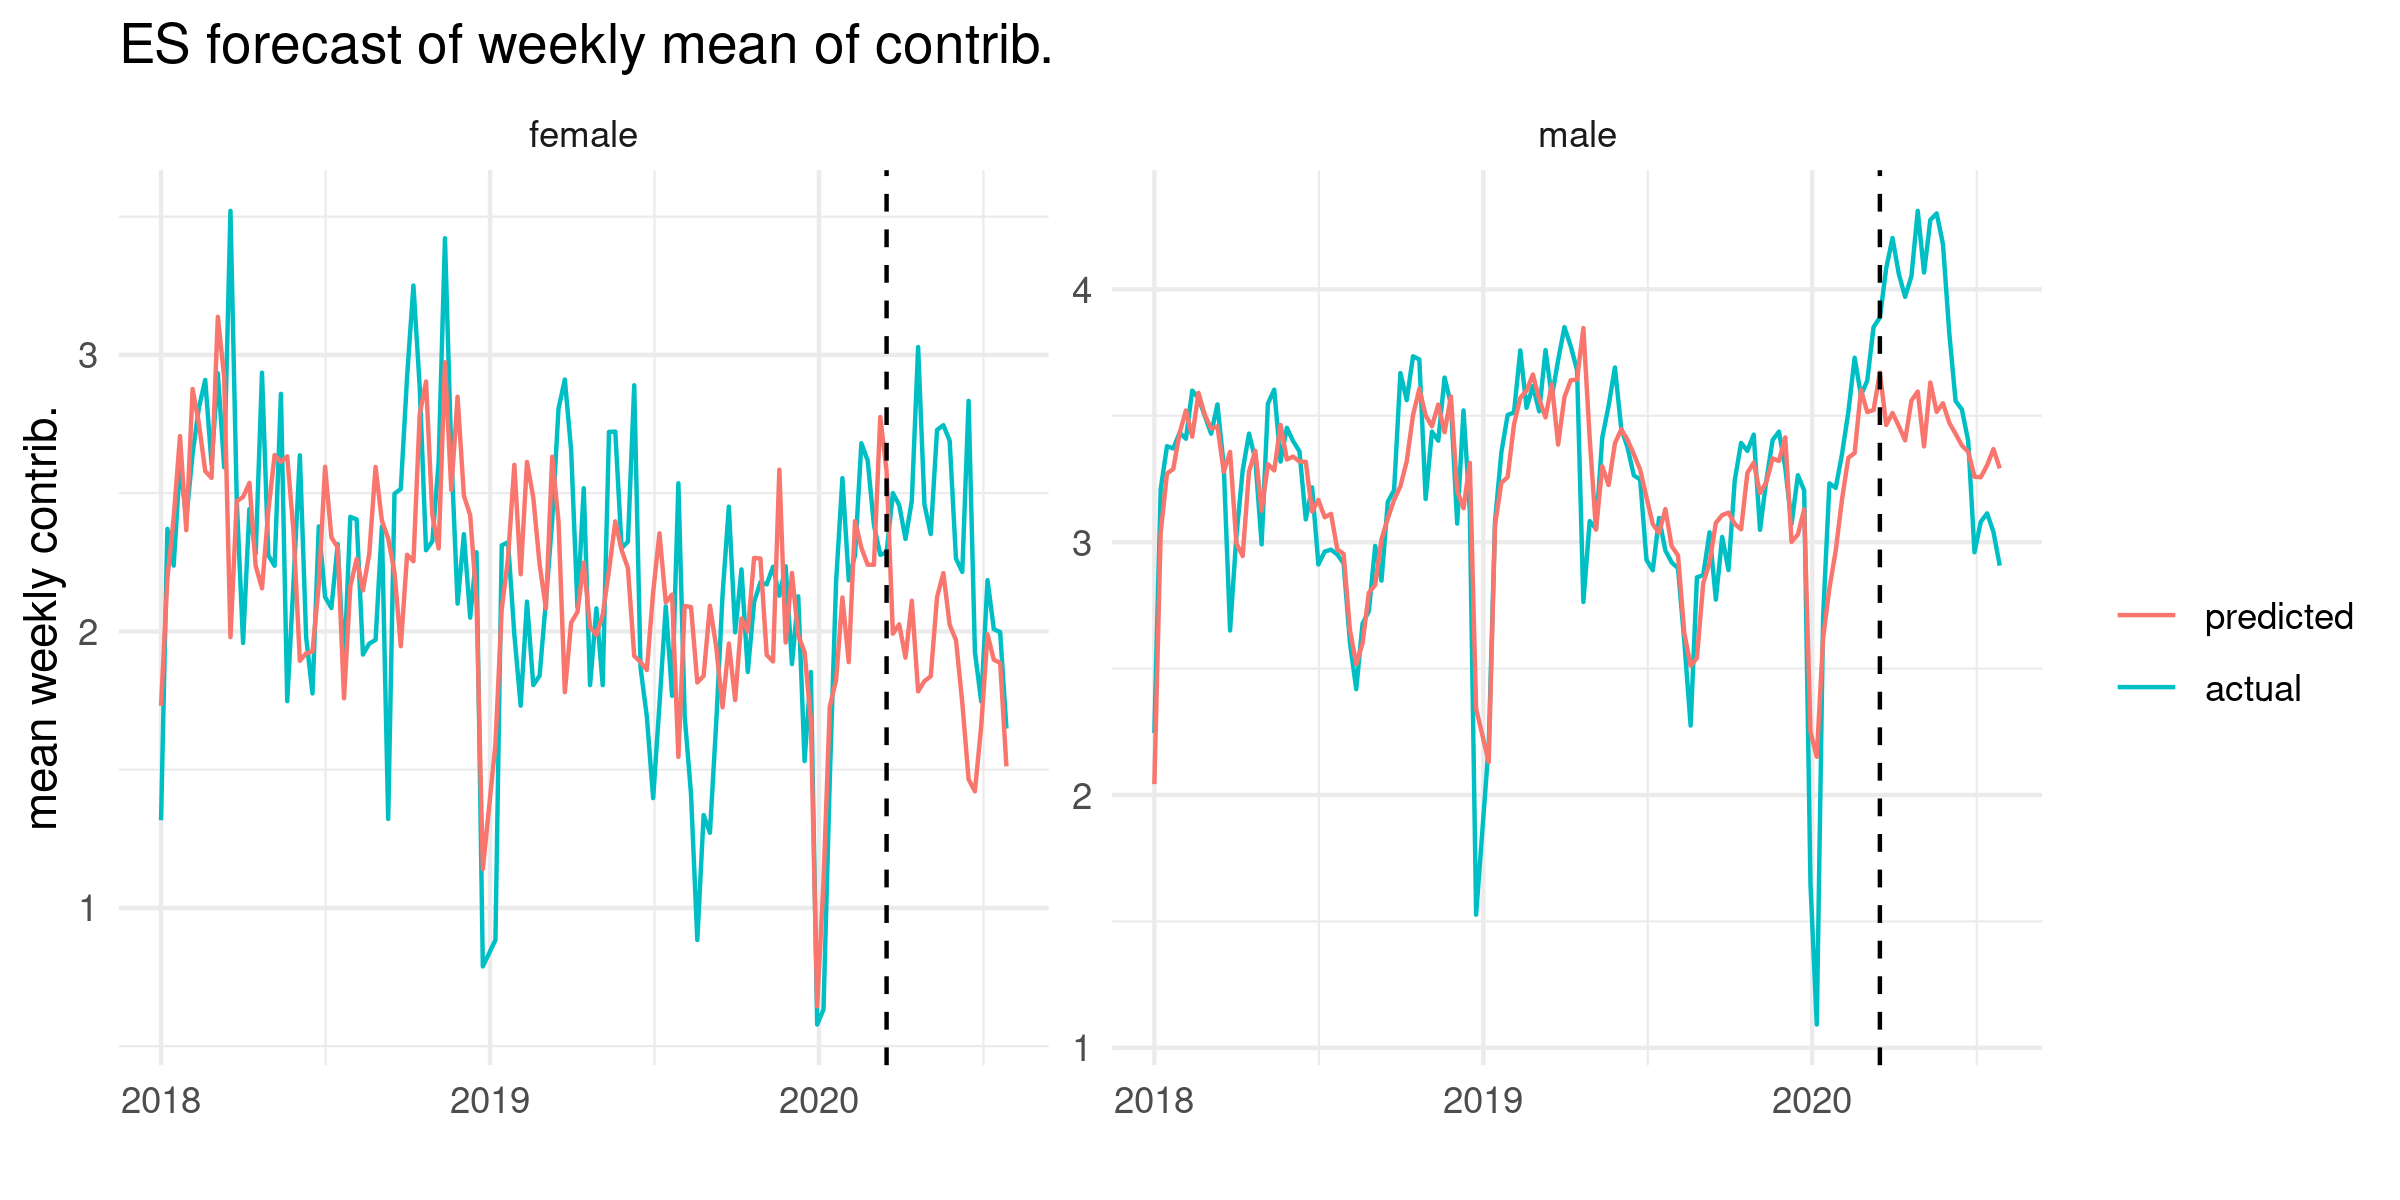 ES forecast of weekly mean of contrib.
female
male
mean weekly contrib.
3
2
1
4
3
2
1
2018
2019
2020
2018
2019
2020
predicted
actual